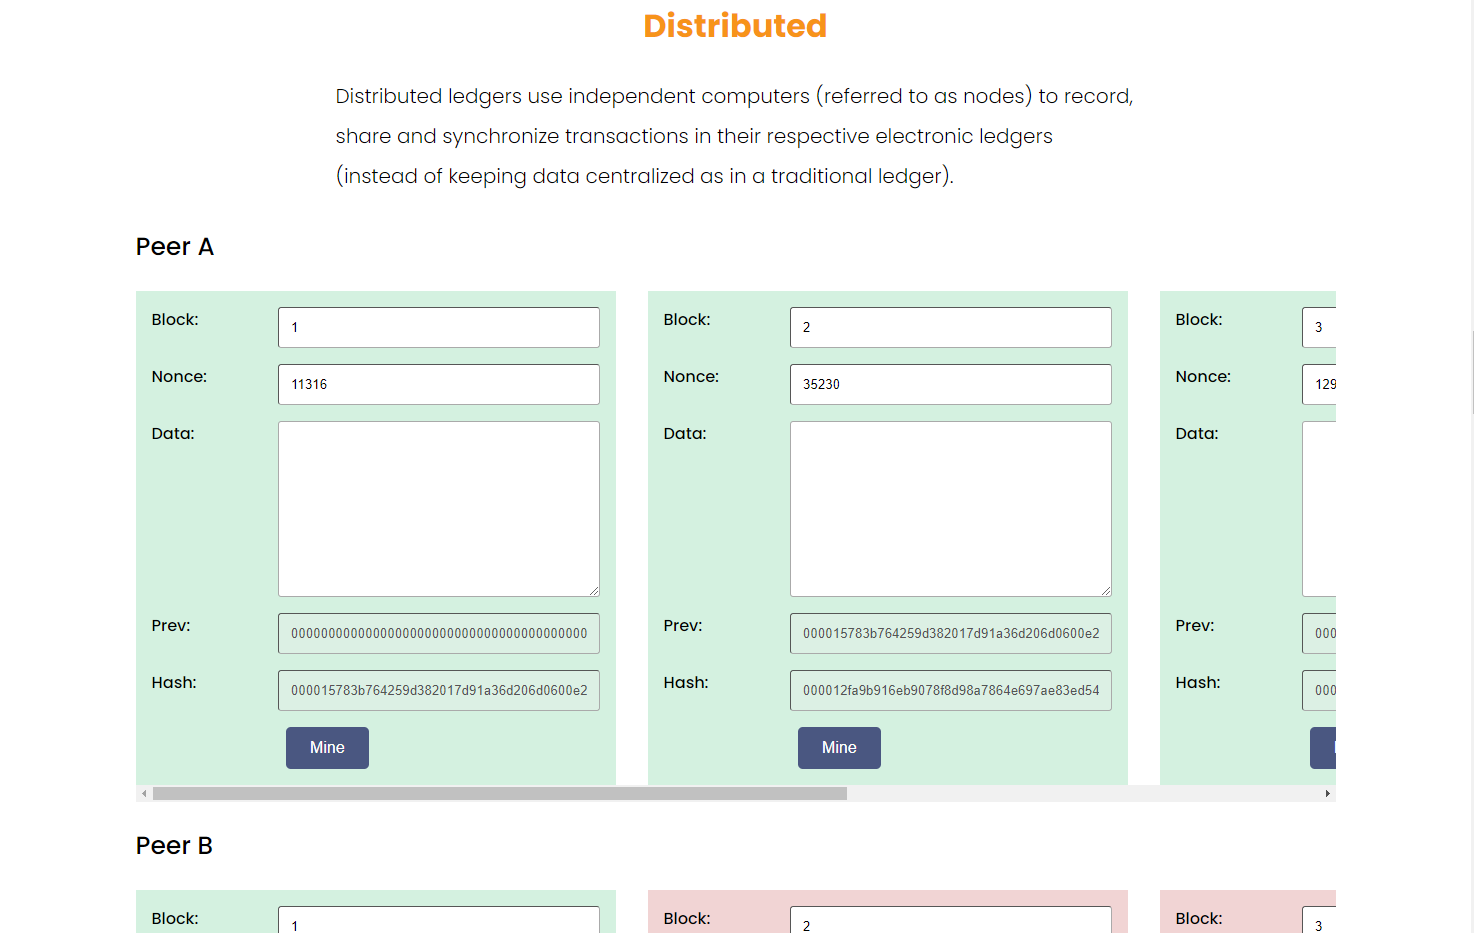 Distributed
Distributed ledgers use independent computers (referred to as nodes) to record,
share and synchronize transactions in their respective electronic ledgers
(instead of keeping data centralized as in a traditional ledger).
Peer A
Block: 1
Nonce: 11316
Data:
Prev: 0000000000000000000000000000000000000000
Hash: 000015783b764259d382017d91a36d206d0600e2
Mine
Block: 2
Nonce: 35230
Data:
Prev: 000015783b764259d382017d91a36d206d0600e2
Hash: 000012fa9b916eb9078f8d98a7864e697ae83ed54
Mine
Block: 3
Nonce: 129
Data:
Prev: 000
Hash: 000
Peer B
Block: 1
Block: 2
Block: 3